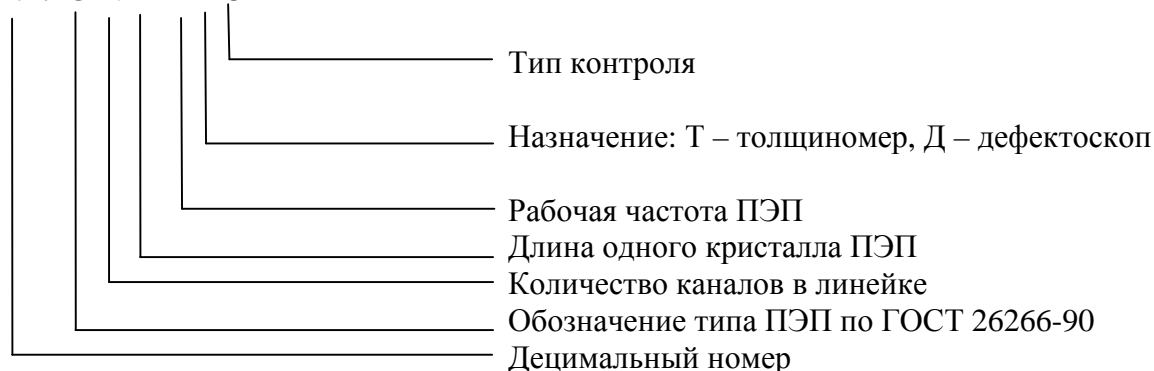 Тип контроля
Назначение: Т – толщиномер, Д – дефектоскоп
Рабочая частота ПЭП
Длина одного кристалла ПЭП
Количество каналов в линейке
Обозначение типа ПЭП по ГОСТ 26266-90
Децимальный номер